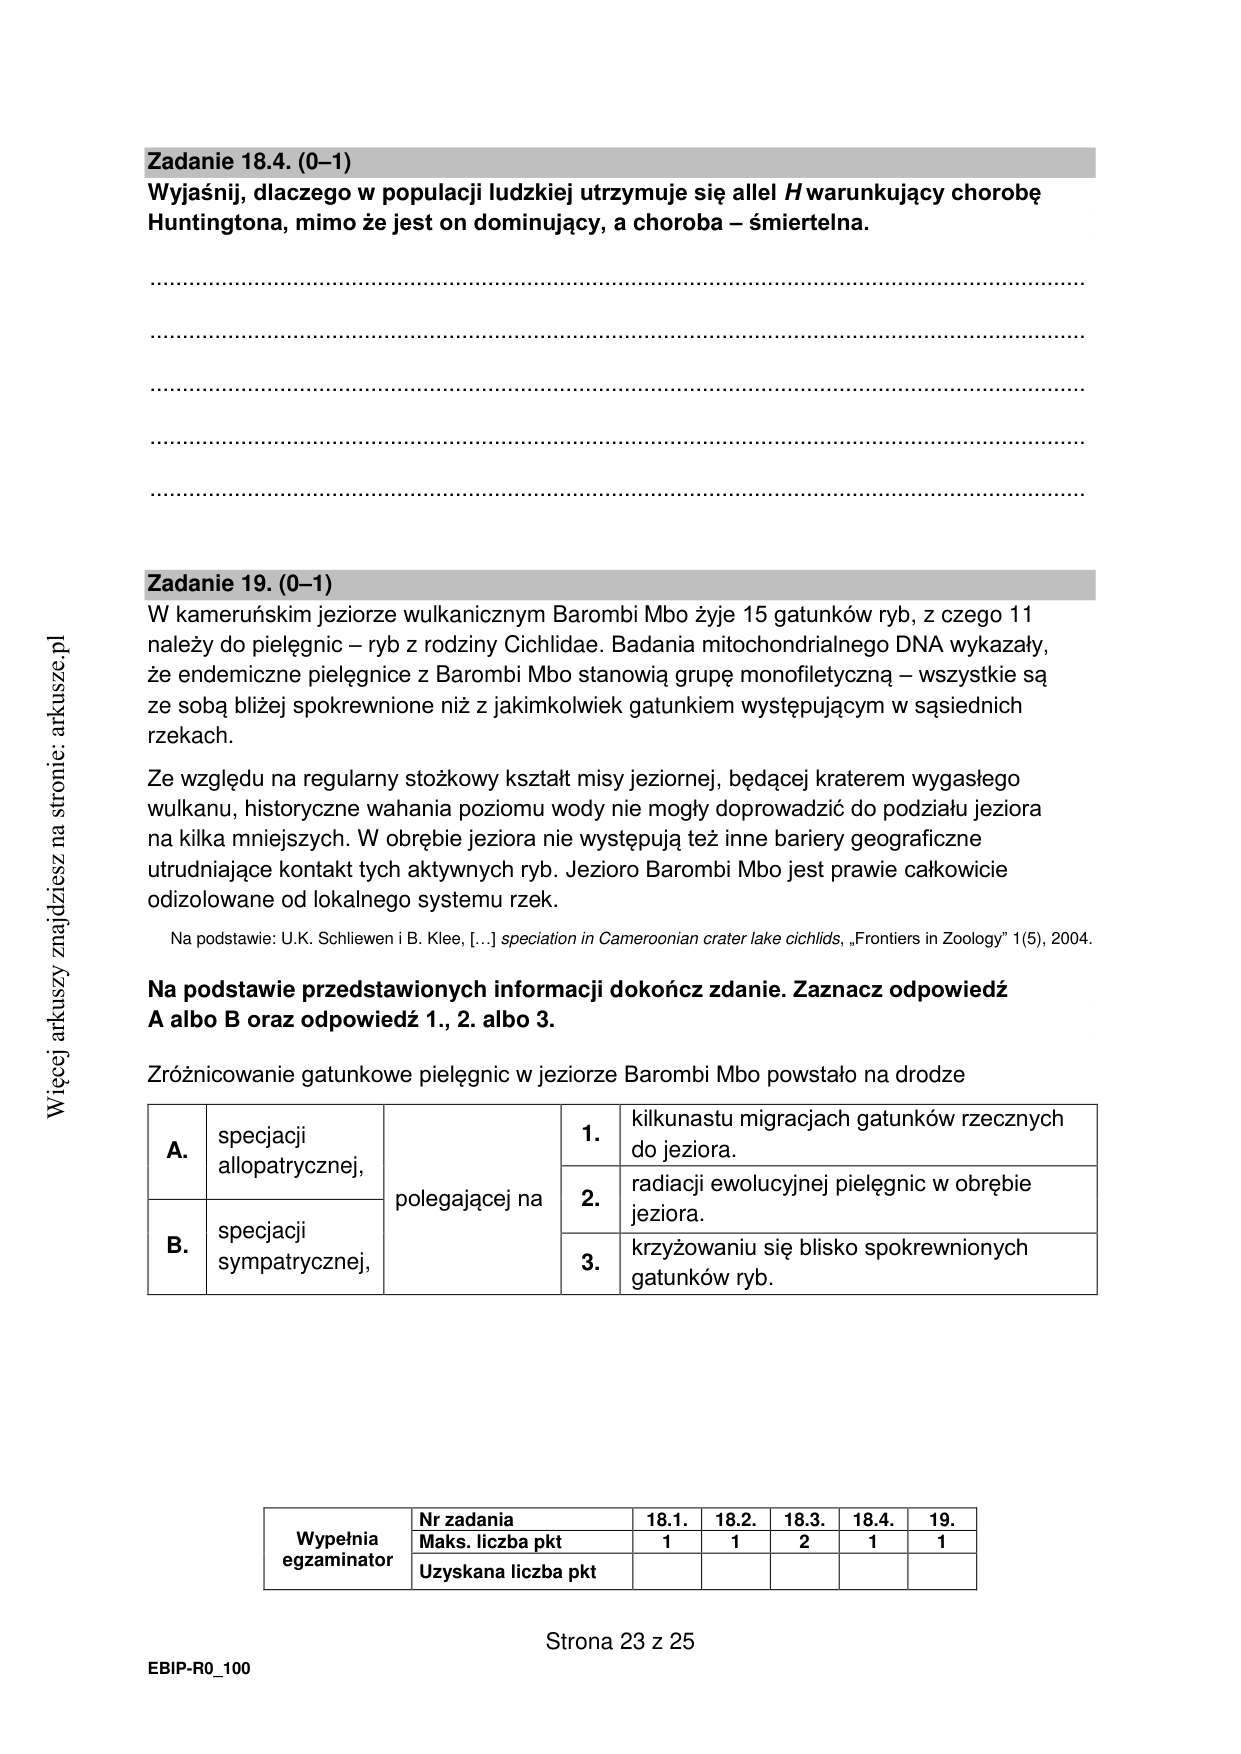 Zadanie 18.4. (0–1)
Wyjaśnij, dlaczego w populacji ludzkiej utrzymuje się allel H warunkujący chorobę
Huntingtona, mimo że jest on dominujący, a choroba – śmiertelna.
Zadanie 19. (0–1)
W kameruńskim jeziorze wulkanicznym Barombi Mbo żyje 15 gatunków ryb, z czego 11
należy do pielęgnic – ryb z rodziny Cichlidae. Badania mitochondrialnego DNA wykazały,
że endemiczne pielęgnice z Barombi Mbo stanowią grupę monofiletyczną – wszystkie są
ze sobą bliżej spokrewnione niż z jakimkolwiek gatunkiem występującym w sąsiednich
rzekach.
Ze względu na regularny stożkowy kształt misy jeziornej, będącej kraterem wygasłego
wulkanu, historyczne wahania poziomu wody nie mogły doprowadzić do podziału jeziora
na kilka mniejszych. W obrębie jeziora nie występują też inne bariery geograficzne
utrudniające kontakt tych aktywnych ryb. Jezioro Barombi Mbo jest prawie całkowicie
odizolowane od lokalnego systemu rzek.
Na podstawie: U.K. Schliewen i B. Klee, […] speciation in Cameroonian crater lake cichlids, „Frontiers in Zoology” 1(5), 2004.
Na podstawie przedstawionych informacji dokończ zdanie. Zaznacz odpowiedź
A albo B oraz odpowiedź 1., 2. albo 3.
Zróżnicowanie gatunkowe pielęgnic w jeziorze Barombi Mbo powstało na drodze
A.
specjacji
allopatrycznej,
B.
specjacji
sympatrycznej,
polegającej na
1.
kilkunastu migracjach gatunków rzecznych
do jeziora.
2.
radiacji ewolucyjnej pielęgnic w obrębie
jeziora.
3.
krzyżowaniu się blisko spokrewnionych
gatunków ryb.
Wypełnia
egzaminator
Nr zadania 18.1. 18.2. 18.3. 18.4. 19.
Maks. liczba pkt 1 1 2 1 1
Uzyskana liczba pkt
Strona 23 z 25
EBIP-R0_100
Więcej arkuszy znajdziesz na stronie: arkusze.pl